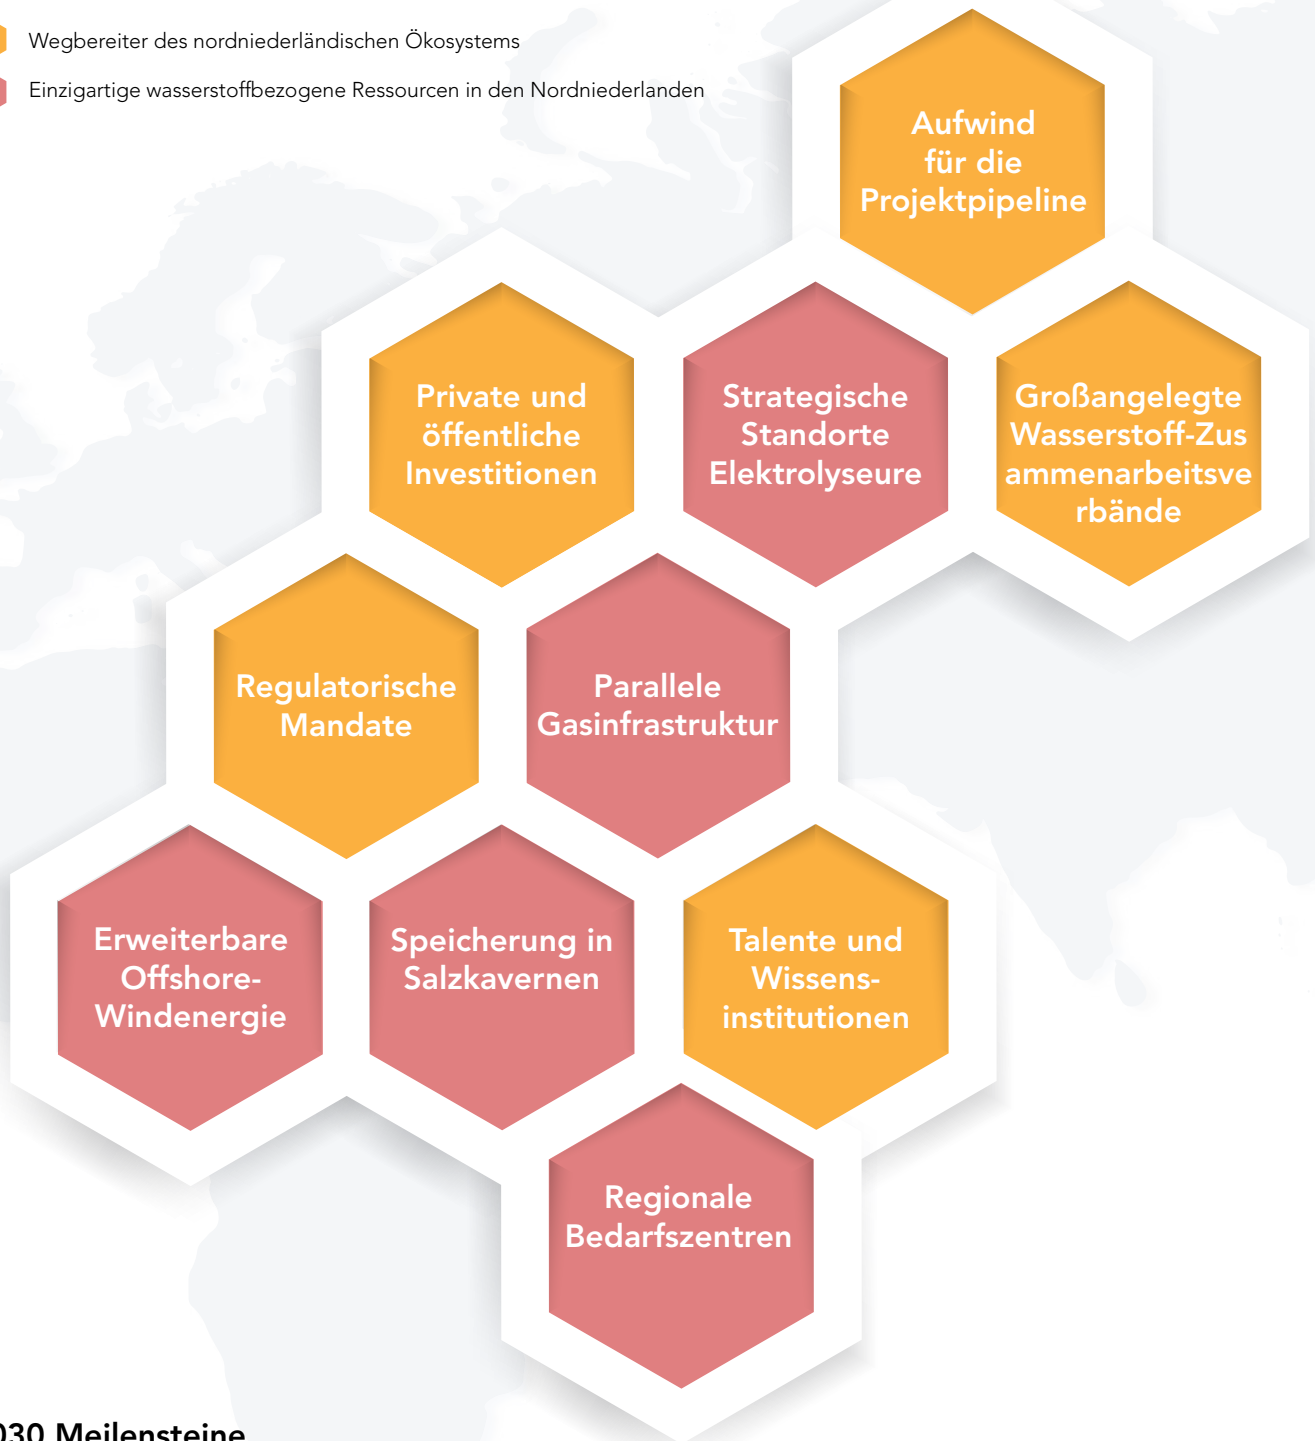 Wegbereiter des nordniederländischen Ökosystems
Einzigartige wasserstoffbezogene Ressourcen in den Nordniederlanden
Aufwind
für die
Projektpipeline
Private und
öffentliche
Investitionen
Strategische
Standorte
Elektrolyseure
Großangelegte
Wasserstoff-Zus
ammenarbeitsve
rbände
Regulatorische
Mandate
Parallele
Gasinfrastruktur
Erweiterbare
Offshore-
Windenergie
Speicherung in
Salzkavernen
Talente und
Wissens-
institutionen
Regionale
Bedarfszentren
030 Meilensteine